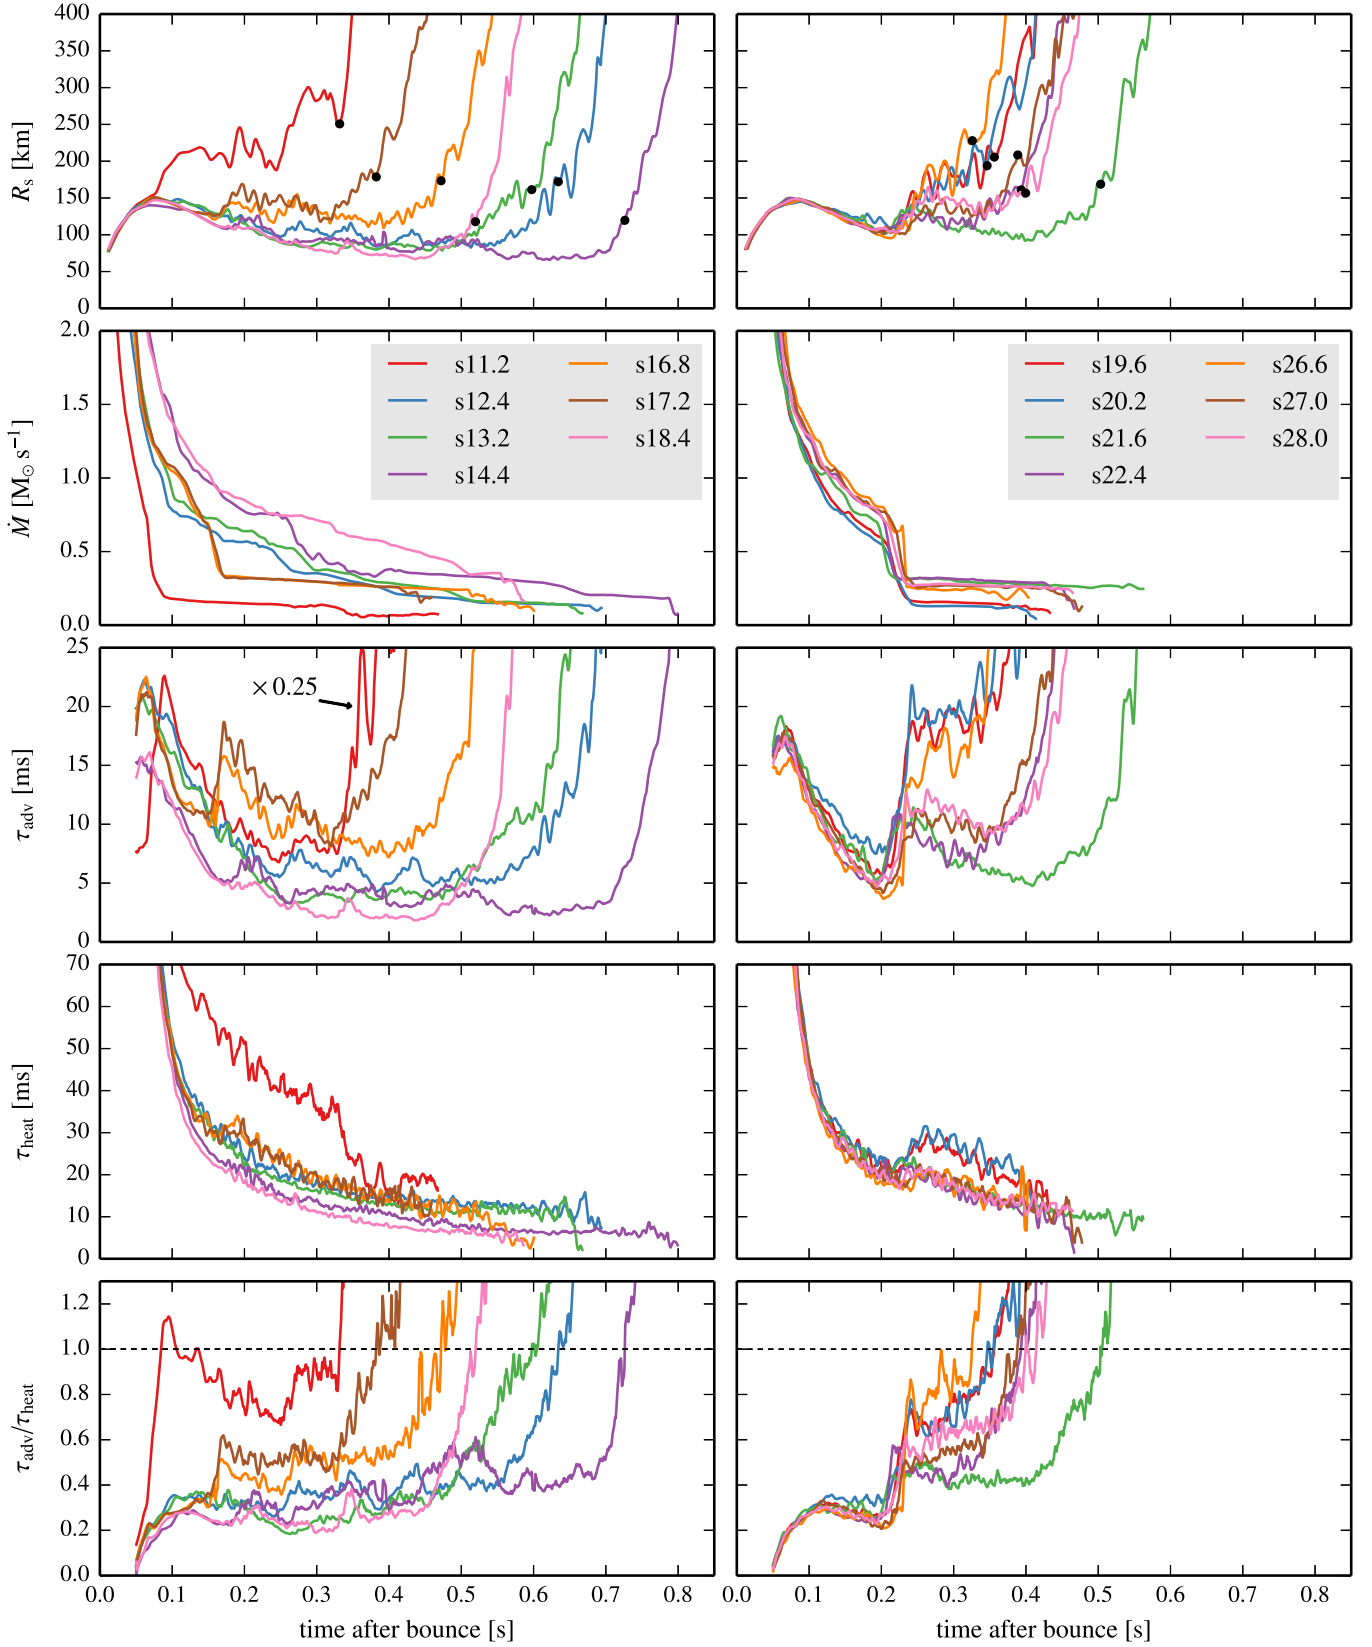 400
350
300
250
200
150
100
50
0
R_s [km]
2.0
1.5
1.0
0.5
0.0
Ṁ [M_⊙ s⁻¹]
s11.2 s16.8
s12.4 s17.2
s13.2 s18.4
s14.4
s19.6 s26.6
s20.2 s27.0
s21.6 s28.0
s22.4
25
20
15
10
5
0
τ_adv [ms]
×0.25
70
60
50
40
30
20
10
0
τ_heat [ms]
1.2
1.0
0.8
0.6
0.4
0.2
0.0
τ_adv/τ_heat
0.0 0.1 0.2 0.3 0.4 0.5 0.6 0.7 0.8
time after bounce [s]
0.0 0.1 0.2 0.3 0.4 0.5 0.6 0.7 0.8
time after bounce [s]